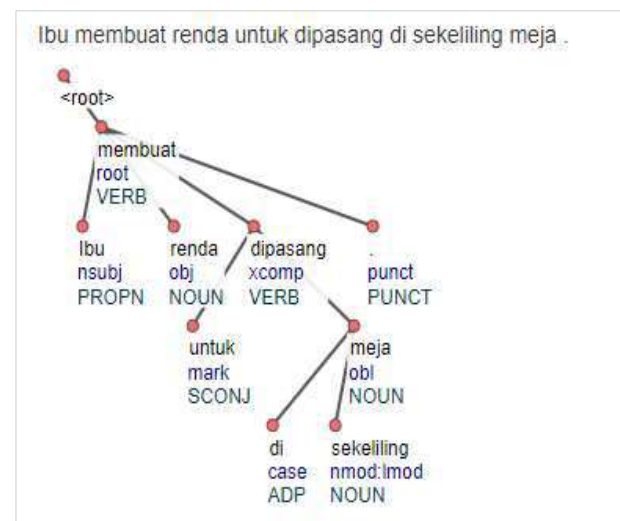 Ibu membuat renda untuk dipasang di sekeliling meja .
<root>
membuat
root
VERB
Ibu renda dipasang .
nsubj obj xcomp punct
PROPN NOUN VERB PUNCT
untuk meja
mark obl
SCONJ NOUN
di sekeliling
case nmod:lmod
ADP NOUN